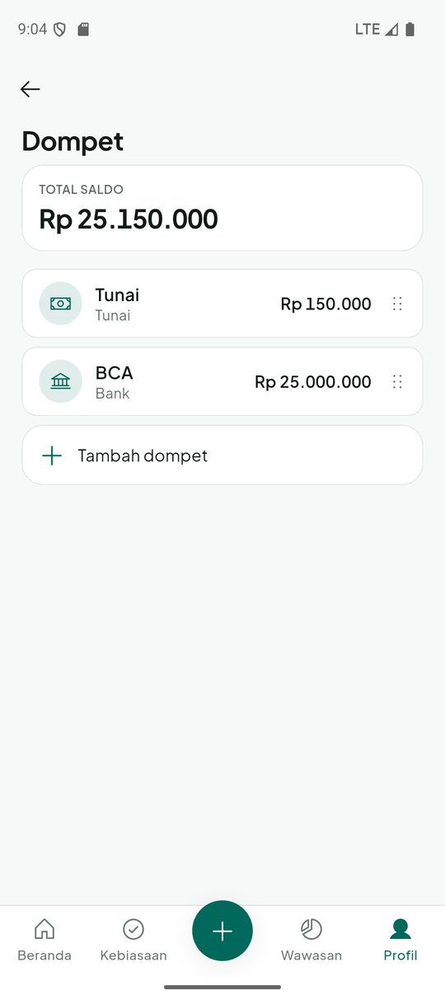 9:04
LTE
Dompet
TOTAL SALDO
Rp 25.150.000
Tunai
Tunai
Rp 150.000
BCA
Bank
Rp 25.000.000
Tambah dompet
Beranda
Kebiasaan
Wawasan
Profil